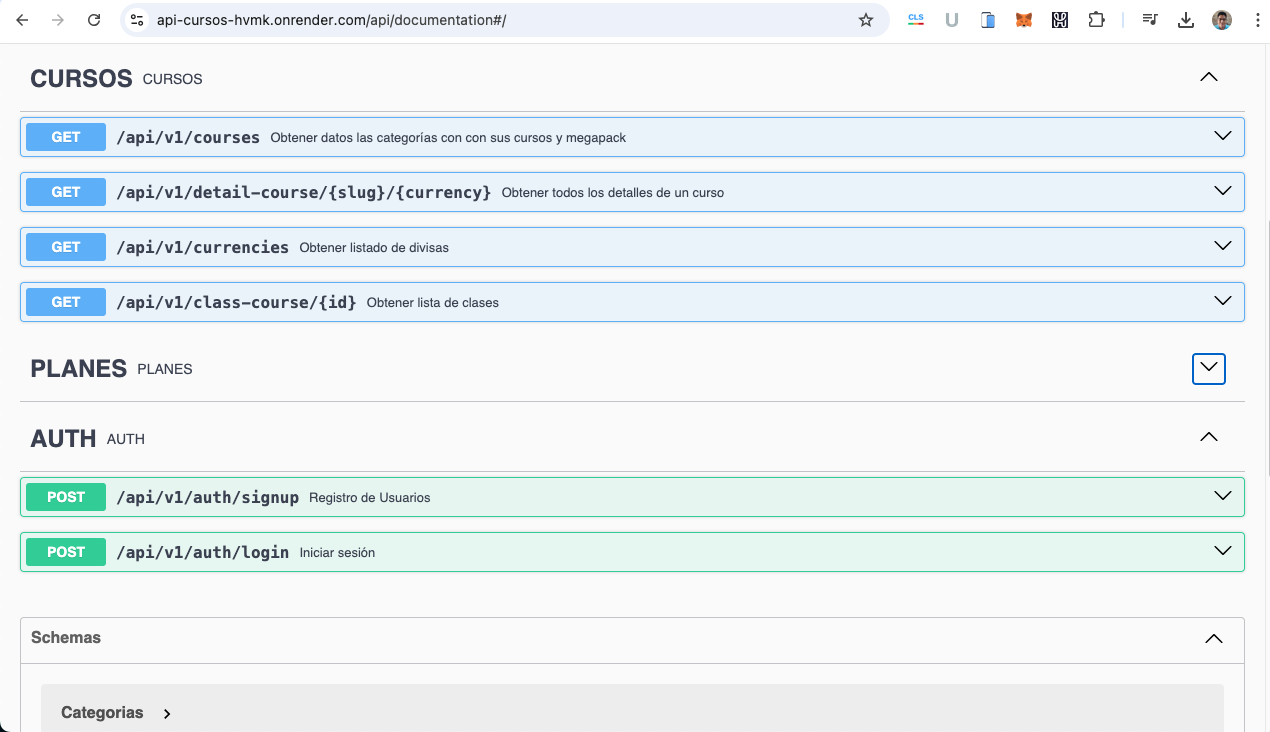 api-cursos-hvmk.onrender.com/api/documentation#/
CLS
U
CURSOS CURSOS
GET /api/v1/courses Obtener datos las categorías con con sus cursos y megapack
GET /api/v1/detail-course/{slug}/{currency} Obtener todos los detalles de un curso
GET /api/v1/currencies Obtener listado de divisas
GET /api/v1/class-course/{id} Obtener lista de clases
PLANES PLANES
AUTH AUTH
POST /api/v1/auth/signup Registro de Usuarios
POST /api/v1/auth/login Iniciar sesión
Schemas
Categorias